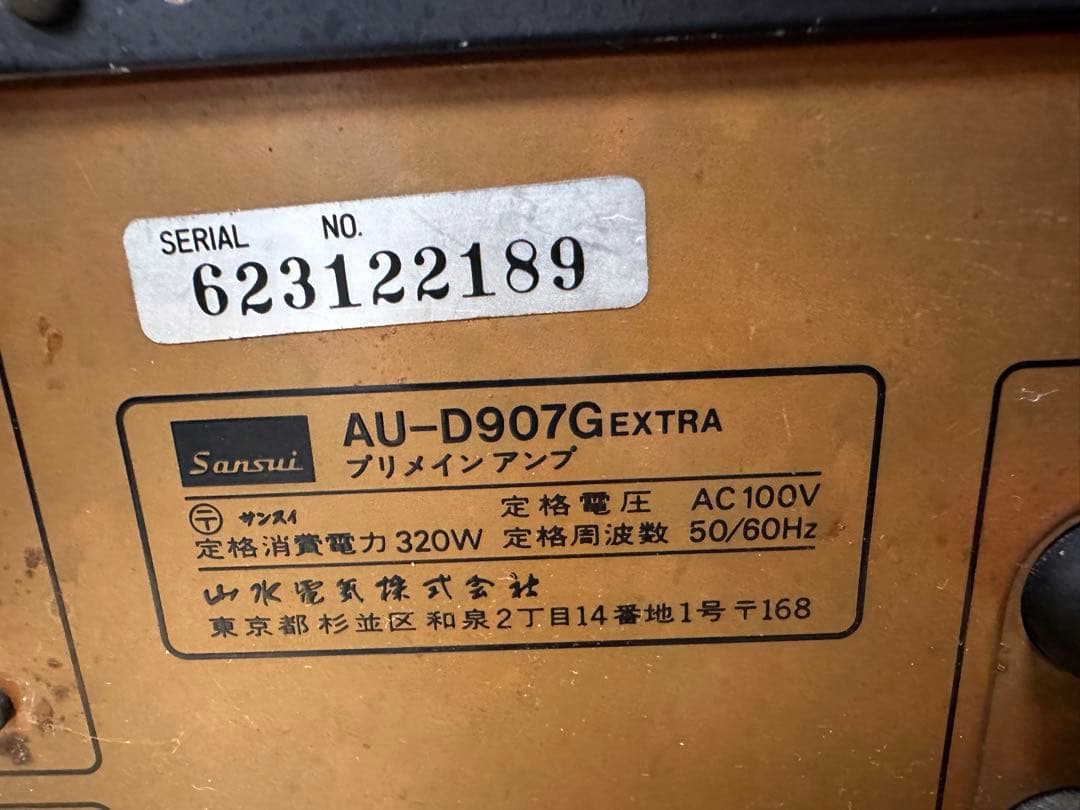 SERIAL NO.
623122189
Sansui
AU-D907G EXTRA
プリメインアンプ
〒 サンスイ
定格電圧 AC100V
定格消費電力 320W 定格周波数 50/60Hz
山水電気株式会社
東京都杉並区和泉2丁目14番地1号 〒168